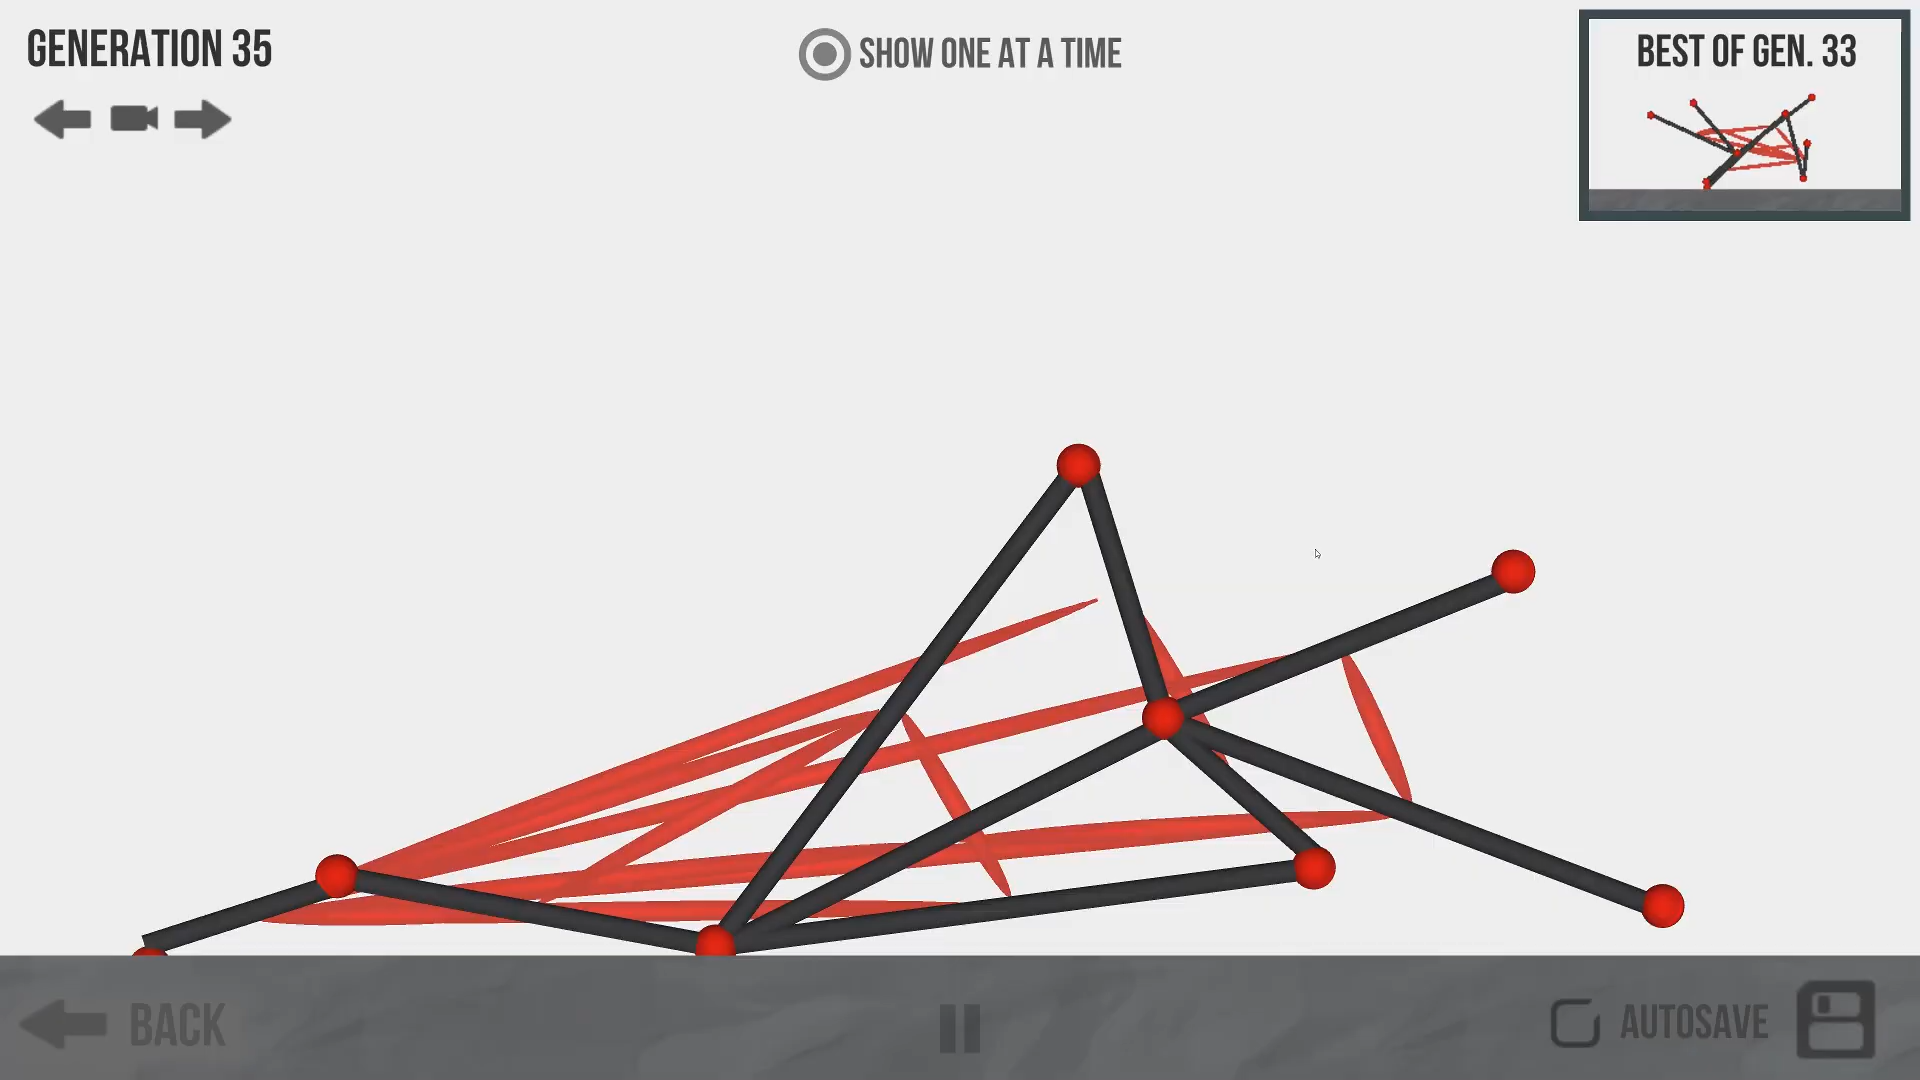 GENERATION 35
SHOW ONE AT A TIME
BEST OF GEN. 33
BACK
AUTOSAVE